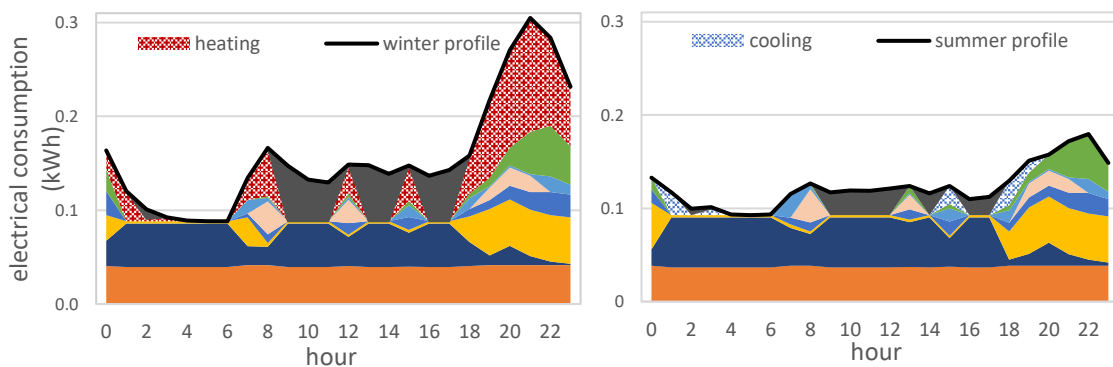 0.3
heating
winter profile
0.2
0.1
0.0
electrical consumption
(kWh)
0 2 4 6 8 10 12 14 16 18 20 22
hour
0.3
cooling
summer profile
0.2
0.1
0
0 2 4 6 8 10 12 14 16 18 20 22
hour